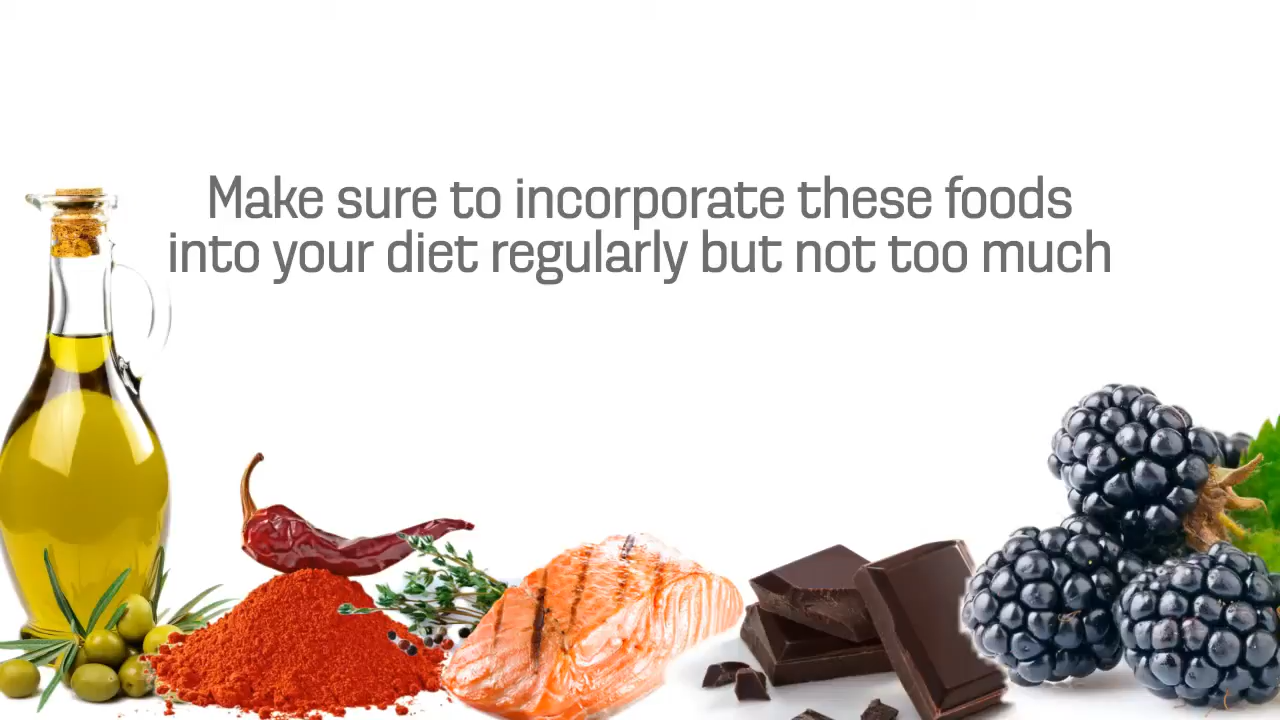 Make sure to incorporate these foods
into your diet regularly but not too much